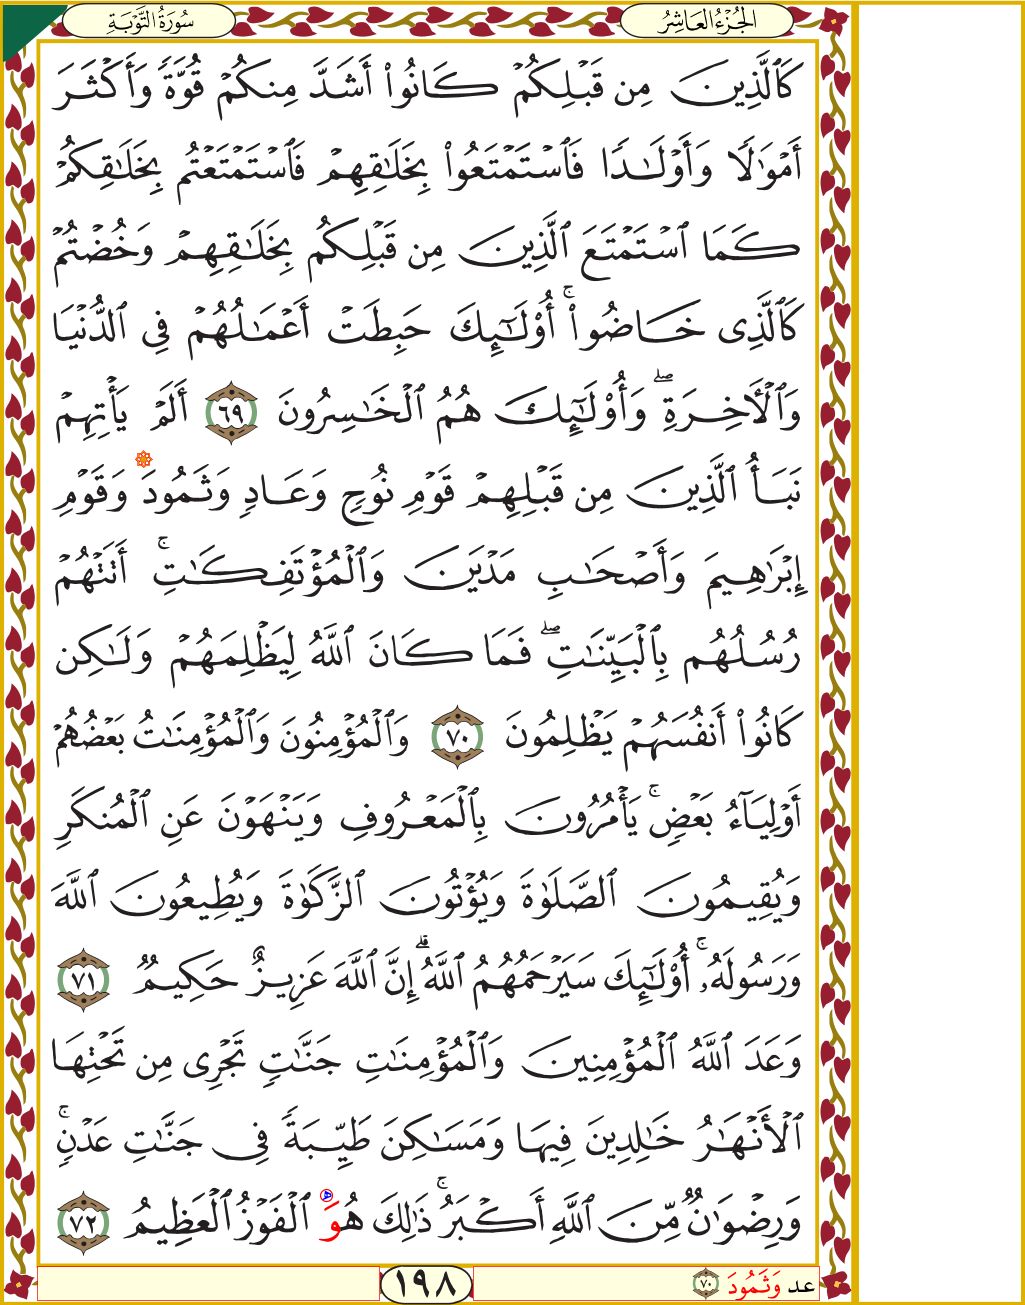 الجُزْءُ العَاشِرُ سُورَةُ التَّوْبَةِ
كَٱلَّذِينَ مِن قَبْلِكُمْ كَانُوٓا۟ أَشَدَّ مِنكُمْ قُوَّةً وَأَكْثَرَ
أَمْوَٰلًا وَأَوْلَـٰدًا فَٱسْتَمْتَعُوا۟ بِخَلَـٰقِهِمْ فَٱسْتَمْتَعْتُم بِخَلَـٰقِكُمْ
كَمَا ٱسْتَمْتَعَ ٱلَّذِينَ مِن قَبْلِكُم بِخَلَـٰقِهِمْ وَخُضْتُمْ
كَٱلَّذِى خَاضُوٓا۟ ۚ أُو۟لَـٰٓئِكَ حَبِطَتْ أَعْمَـٰلُهُمْ فِى ٱلدُّنْيَا
وَٱلْـَٔاخِرَةِ ۖ وَأُو۟لَـٰٓئِكَ هُمُ ٱلْخَـٰسِرُونَ ٦٩ أَلَمْ يَأْتِهِمْ
نَبَأُ ٱلَّذِينَ مِن قَبْلِهِمْ قَوْمِ نُوحٍ وَعَادٍ وَثَمُودَ وَقَوْمِ
إِبْرَٰهِيمَ وَأَصْحَـٰبِ مَدْيَنَ وَٱلْمُؤْتَفِكَـٰتِ ۚ أَتَتْهُمْ
رُسُلُهُم بِٱلْبَيِّنَـٰتِ ۖ فَمَا كَانَ ٱللَّهُ لِيَظْلِمَهُمْ وَلَـٰكِن
كَانُوٓا۟ أَنفُسَهُمْ يَظْلِمُونَ ٧٠ وَٱلْمُؤْمِنُونَ وَٱلْمُؤْمِنَـٰتُ بَعْضُهُمْ
أَوْلِيَآءُ بَعْضٍ ۚ يَأْمُرُونَ بِٱلْمَعْرُوفِ وَيَنْهَوْنَ عَنِ ٱلْمُنكَرِ
وَيُقِيمُونَ ٱلصَّلَوٰةَ وَيُؤْتُونَ ٱلزَّكَوٰةَ وَيُطِيعُونَ ٱللَّهَ
وَرَسُولَهُۥٓ ۚ أُو۟لَـٰٓئِكَ سَيَرْحَمُهُمُ ٱللَّهُ ۗ إِنَّ ٱللَّهَ عَزِيزٌ حَكِيمٌ ٧١
وَعَدَ ٱللَّهُ ٱلْمُؤْمِنِينَ وَٱلْمُؤْمِنَـٰتِ جَنَّـٰتٍ تَجْرِى مِن تَحْتِهَا
ٱلْأَنْهَـٰرُ خَـٰلِدِينَ فِيهَا وَمَسَـٰكِنَ طَيِّبَةً فِى جَنَّـٰتِ عَدْنٍ ۚ
وَرِضْوَٰنٌ مِّنَ ٱللَّهِ أَكْبَرُ ۚ ذَٰلِكَ هُوَ ٱلْفَوْزُ ٱلْعَظِيمُ ٧٢
عد وَثَمُودَ ٧٠
١٩٨